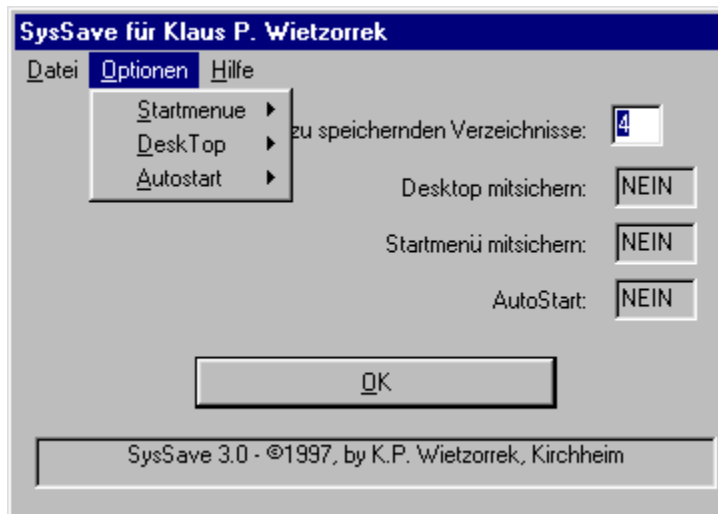 SysSave für Klaus P. Wietzorrek
Datei Optionen Hilfe
Startmenue
DeskTop
Autostart
zu speichernden Verzeichnisse: 4
Desktop mitsichern: NEIN
Startmenü mitsichern: NEIN
AutoStart: NEIN
OK
SysSave 3.0 - ©1997, by K.P. Wietzorrek, Kirchheim